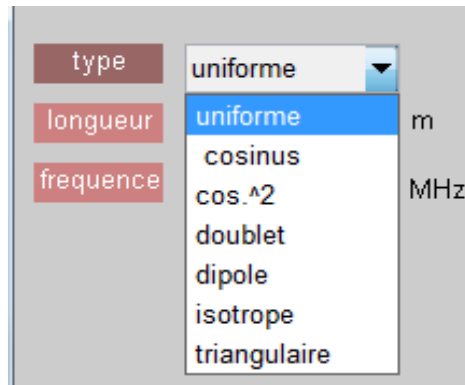 type uniforme
uniforme
longueur m
cosinus
frequence MHz
cos.^2
doublet
dipole
isotrope
triangulaire